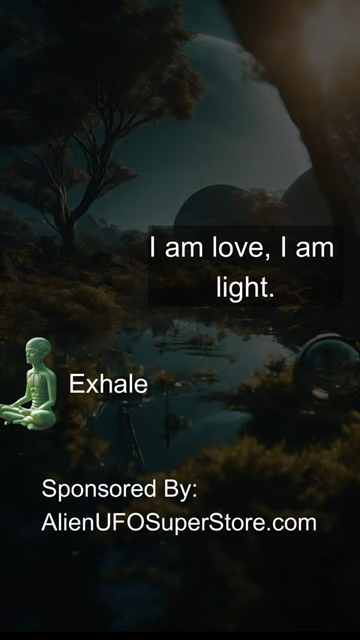 I am love, I am
light.
Exhale
Sponsored By:
AlienUFOSuperStore.com